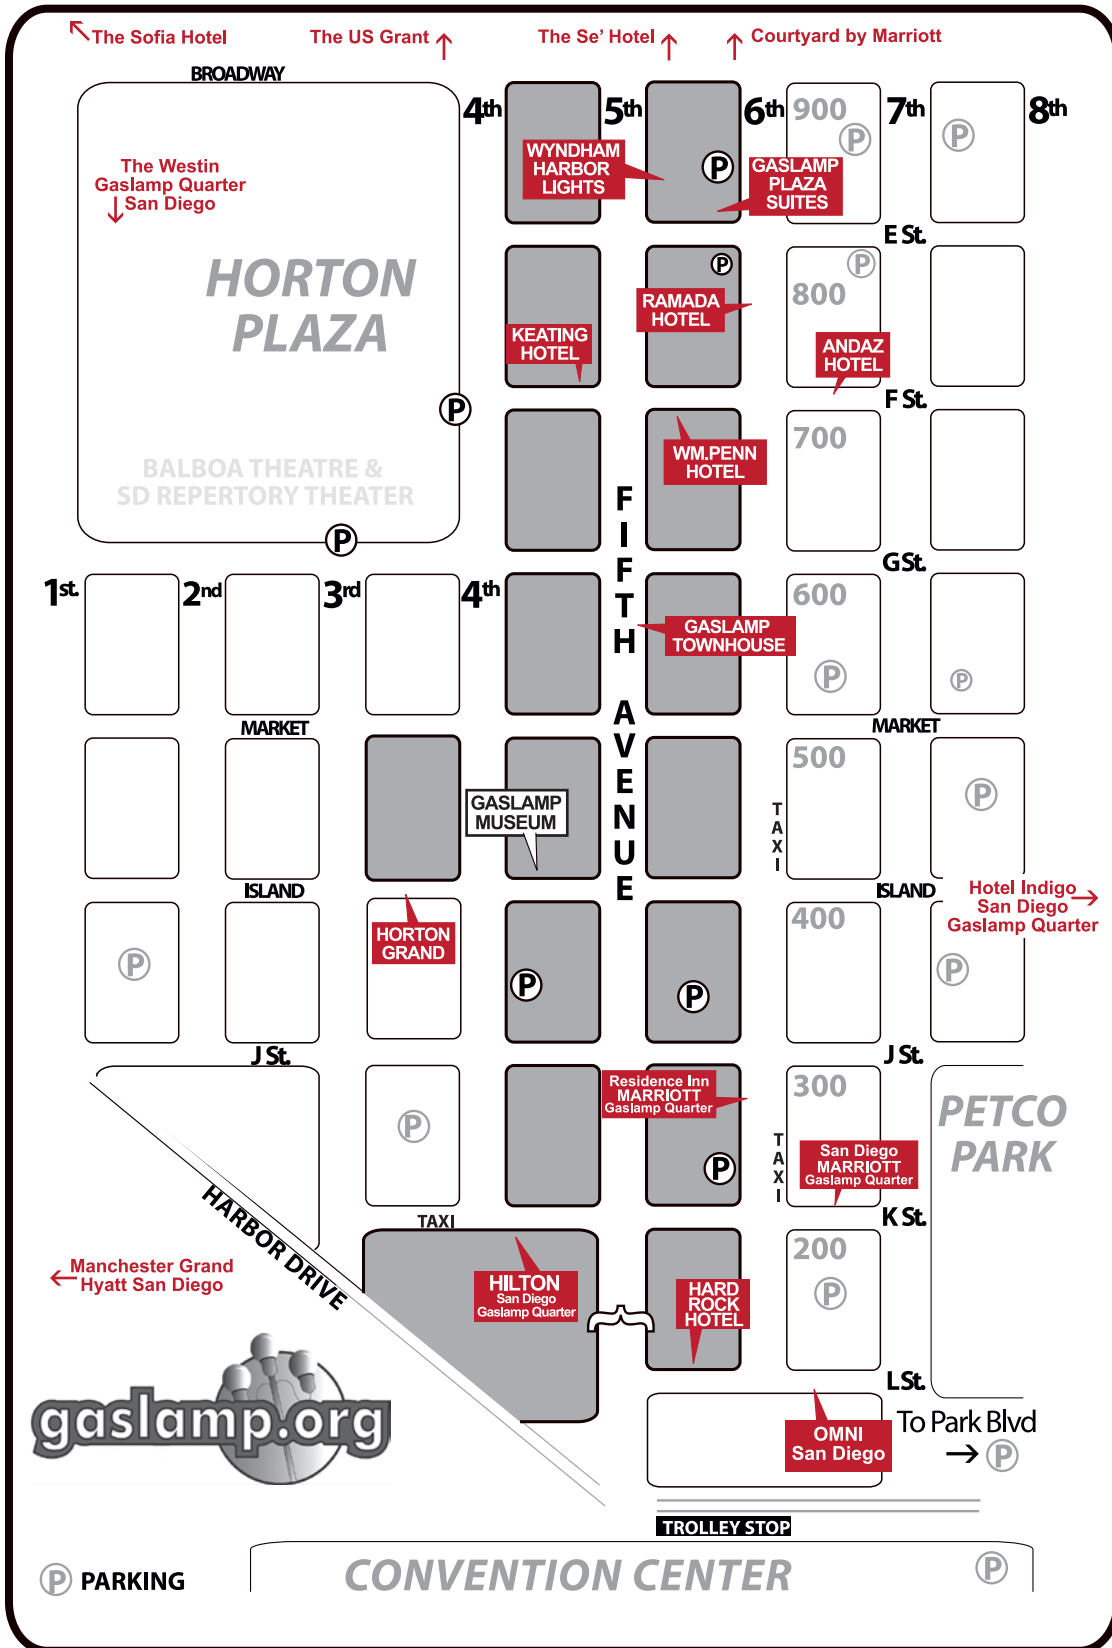 The Sofia Hotel
The US Grant
The Se' Hotel
Courtyard by Marriott
BROADWAY
4th
5th
6th
900
7th
8th
P
P
P
The Westin
Gaslamp Quarter
San Diego
WYNDHAM
HARBOR
LIGHTS
GASLAMP
PLAZA
SUITES
E St.
HORTON
PLAZA
P
P
800
RAMADA
HOTEL
KEATING
HOTEL
ANDAZ
HOTEL
F St.
P
700
WM.PENN
HOTEL
BALBOA THEATRE &
SD REPERTORY THEATER
P
FIFTH AVENUE
G St.
1st.
2nd
3rd
4th
600
GASLAMP
TOWNHOUSE
P
P
MARKET
MARKET
500
GASLAMP
MUSEUM
TAXI
P
ISLAND
ISLAND
Hotel Indigo
San Diego
Gaslamp Quarter
400
HORTON
GRAND
P
P
P
P
J St.
J St.
300
Residence Inn
MARRIOTT
Gaslamp Quarter
PETCO
PARK
P
P
TAXI
San Diego
MARRIOTT
Gaslamp Quarter
K St.
TAXI
HARBOR DRIVE
200
Manchester Grand
Hyatt San Diego
HILTON
San Diego
Gaslamp Quarter
HARD
ROCK
HOTEL
P
L St.
gaslamp.org
OMNI
San Diego
To Park Blvd
P
TROLLEY STOP
P PARKING
CONVENTION CENTER
P